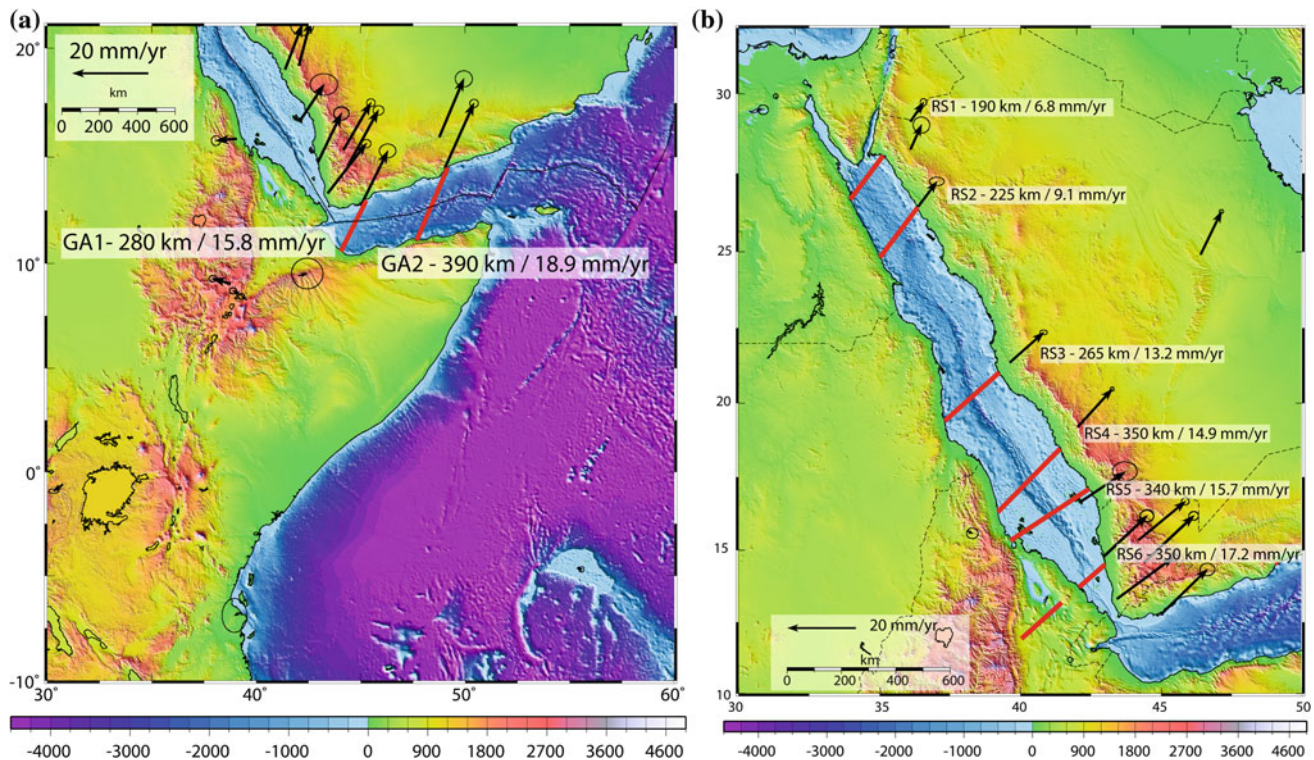 (a)
20°
20 mm/yr
km
0 200 400 600
GA1- 280 km / 15.8 mm/yr
10°
GA2 - 390 km / 18.9 mm/yr
0°
-10°
30 40 50 60°
-4000 -3000 -2000 -1000 0 900 1800 2700 3600 4600
(b)
30
RS1 - 190 km / 6.8 mm/yr
RS2 - 225 km / 9.1 mm/yr
25
RS3 - 265 km / 13.2 mm/yr
20
RS4 - 350 km / 14.9 mm/yr
RS5 - 340 km / 15.7 mm/yr
15
RS6 - 350 km / 17.2 mm/yr
20 mm/yr
km
0 200 400 600
10
30 35 40 45 50
-4000 -3000 -2000 -1000 0 900 1800 2700 3600 4600